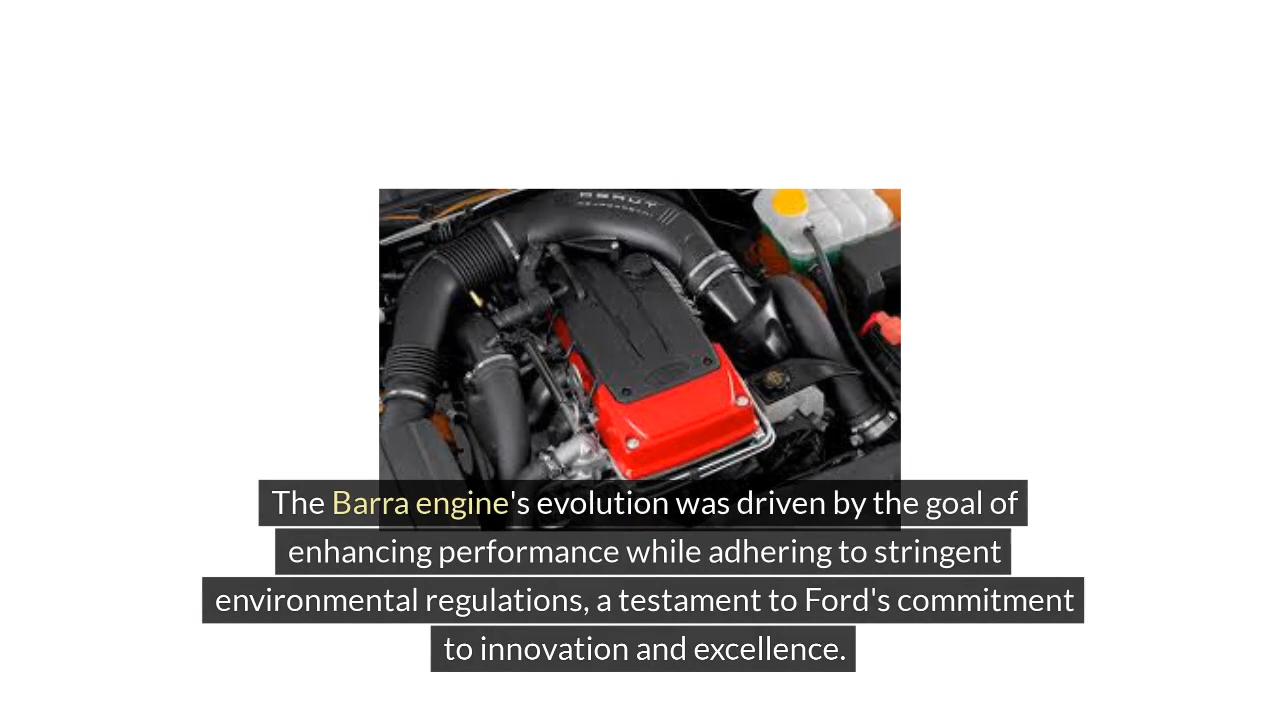 The Barra engine's evolution was driven by the goal of
enhancing performance while adhering to stringent
environmental regulations, a testament to Ford's commitment
to innovation and excellence.